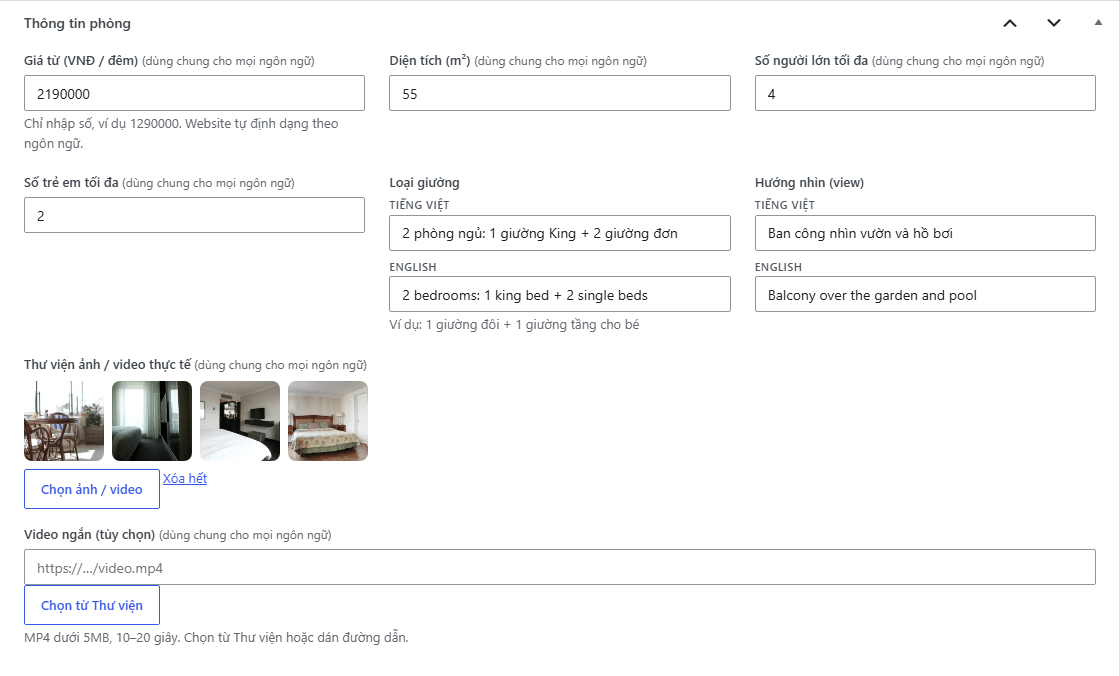 Thông tin phòng
Giá từ (VNĐ / đêm) (dùng chung cho mọi ngôn ngữ)
2190000
Chỉ nhập số, ví dụ 1290000. Website tự định dạng theo
ngôn ngữ.
Diện tích (m²) (dùng chung cho mọi ngôn ngữ)
55
Số người lớn tối đa (dùng chung cho mọi ngôn ngữ)
4
Số trẻ em tối đa (dùng chung cho mọi ngôn ngữ)
2
Loại giường
TIẾNG VIỆT
2 phòng ngủ: 1 giường King + 2 giường đơn
ENGLISH
2 bedrooms: 1 king bed + 2 single beds
Ví dụ: 1 giường đôi + 1 giường tầng cho bé
Hướng nhìn (view)
TIẾNG VIỆT
Ban công nhìn vườn và hồ bơi
ENGLISH
Balcony over the garden and pool
Thư viện ảnh / video thực tế (dùng chung cho mọi ngôn ngữ)
Chọn ảnh / video
Xóa hết
Video ngắn (tùy chọn) (dùng chung cho mọi ngôn ngữ)
https://.../video.mp4
Chọn từ Thư viện
MP4 dưới 5MB, 10–20 giây. Chọn từ Thư viện hoặc dán đường dẫn.